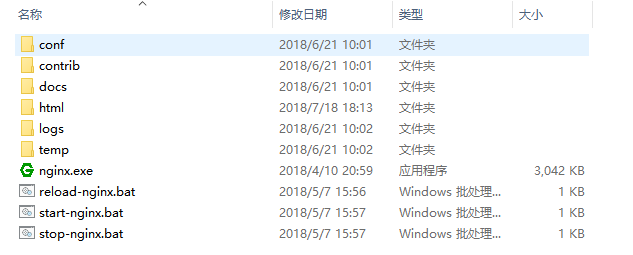 名称 修改日期 类型 大小
conf 2018/6/21 10:01 文件夹
contrib 2018/6/21 10:01 文件夹
docs 2018/6/21 10:01 文件夹
html 2018/7/18 18:13 文件夹
logs 2018/6/21 10:02 文件夹
temp 2018/6/21 10:02 文件夹
nginx.exe 2018/4/10 20:59 应用程序 3,042 KB
reload-nginx.bat 2018/5/7 15:56 Windows 批处理... 1 KB
start-nginx.bat 2018/5/7 15:57 Windows 批处理... 1 KB
stop-nginx.bat 2018/5/7 15:57 Windows 批处理... 1 KB